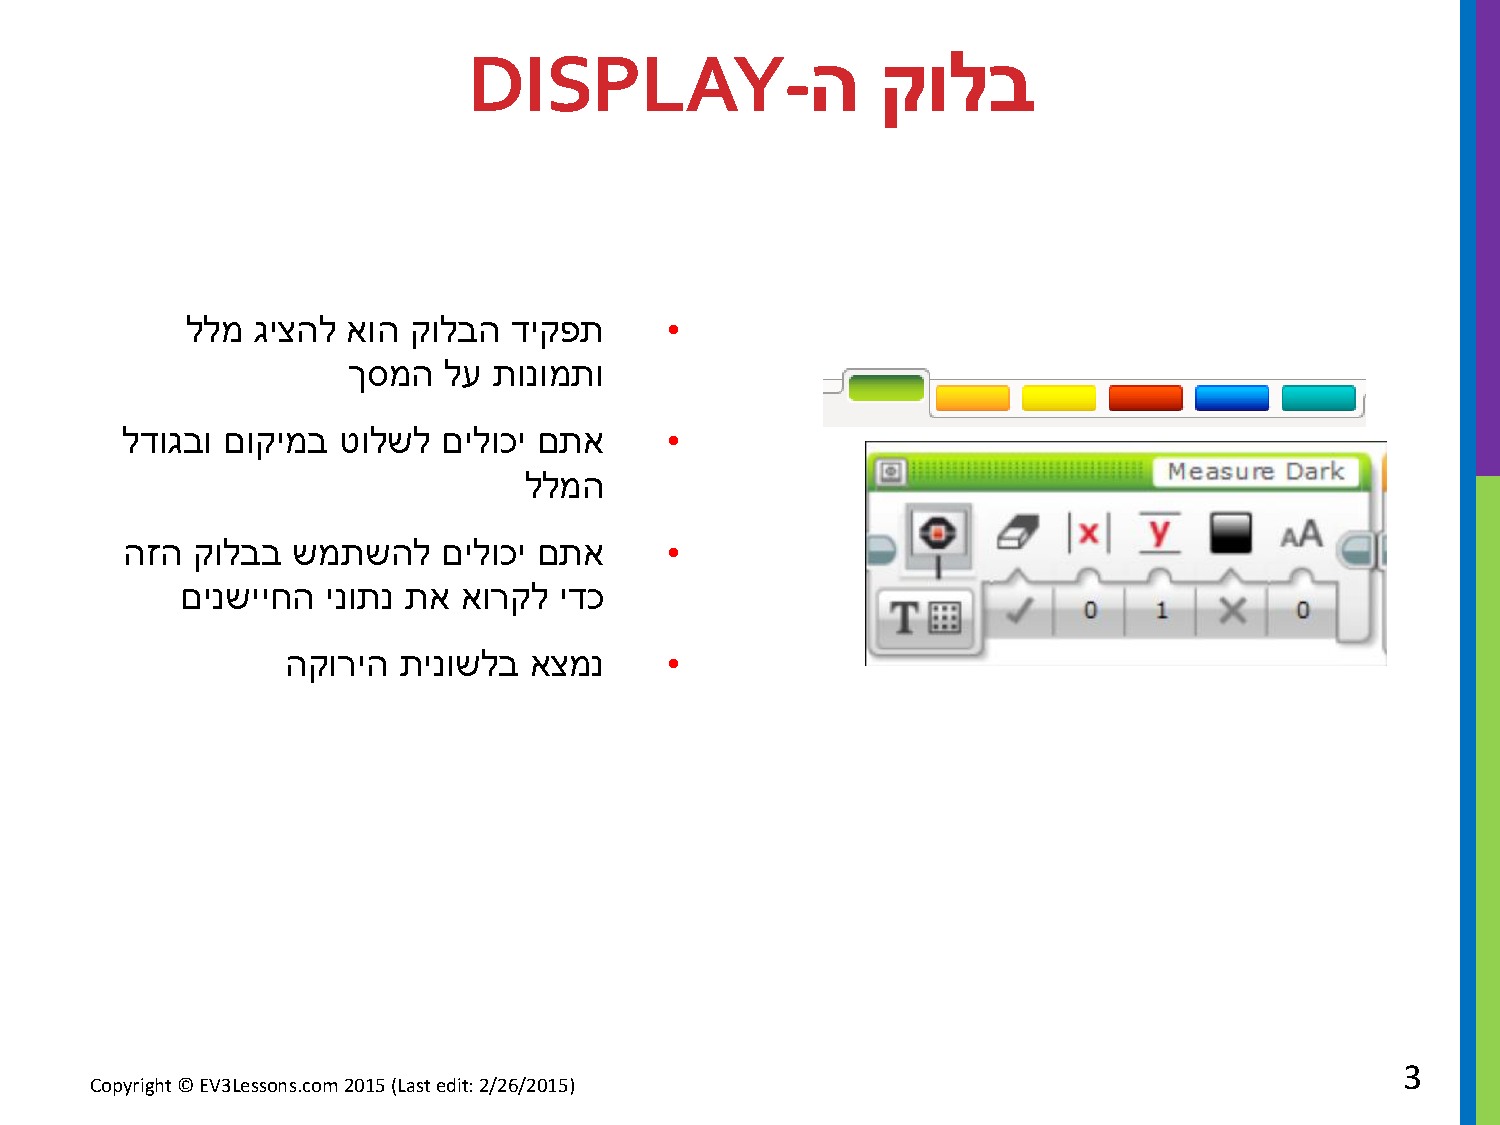 בלוק ה-DISPLAY
• תפקיד הבלוק הוא להציג מלל
ותמונות על המסך
• אתם יכולים לשלוט במיקום ובגודל
המלל
• אתם יכולים להשתמש בבלוק הזה
כדי לקרוא את נתוני החיישנים
• נמצא בלשונית הירוקה
Measure Dark
x y AA
T 0 1 0
Copyright © EV3Lessons.com 2015 (Last edit: 2/26/2015)
3